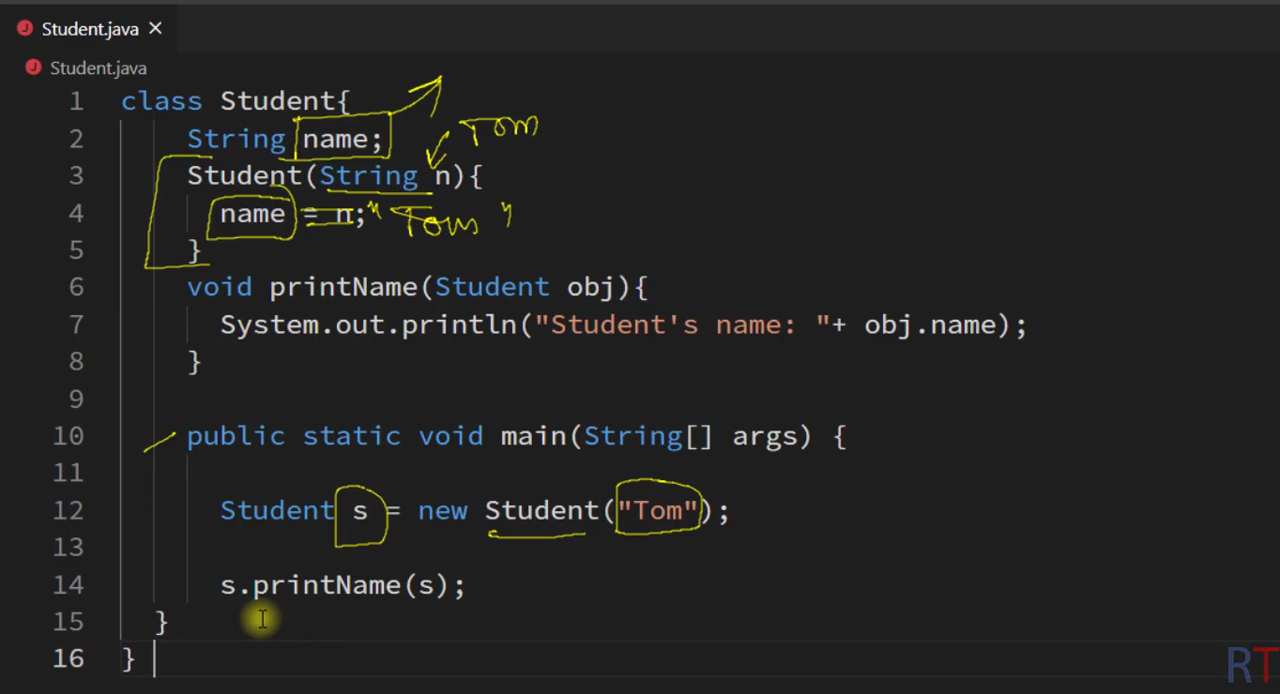 Student.java ×
Student.java
1 class Student{
2 String name;
Tom
3 Student(String n){
4 name = n; "Tom"
5 }
6 void printName(Student obj){
7 System.out.println("Student's name: "+ obj.name);
8 }
9
10 public static void main(String[] args) {
11
12 Student s = new Student("Tom");
13
14 s.printName(s);
15 }
16 }
RT